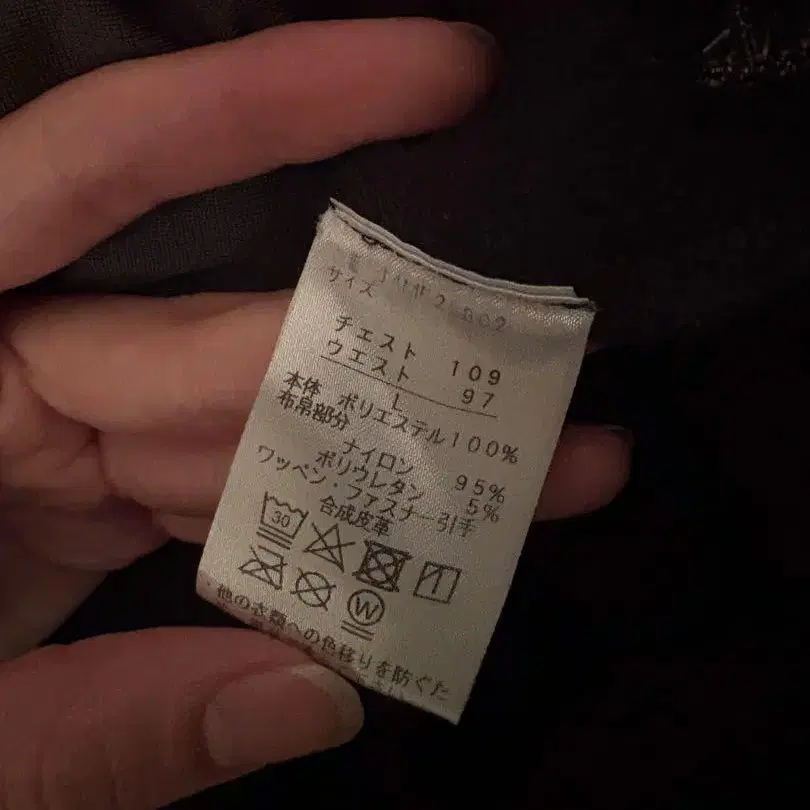 サイズ
チェスト 109
ウエスト 97
L
本体 ポリエステル100%
布帛部分
ナイロン 95%
ポリウレタン 5%
ワッペン・ファスナー引手
合成皮革
30
W
・他の衣類への色移りを防ぐた